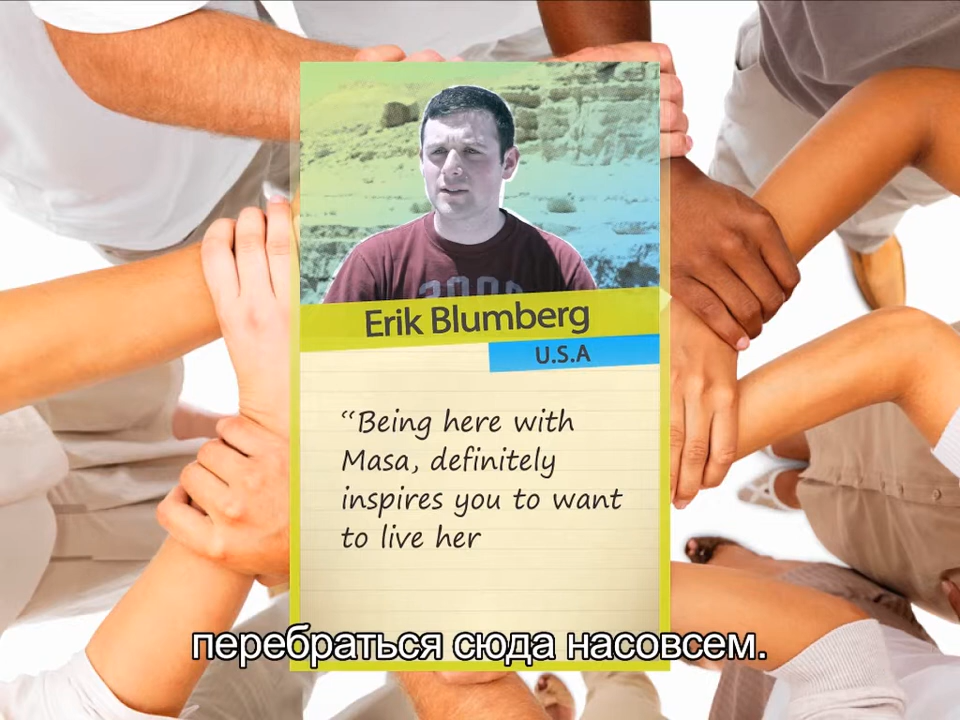 Erik Blumberg
U.S.A
“Being here with
Masa, definitely
inspires you to want
to live her
перебраться сюда насовсем.